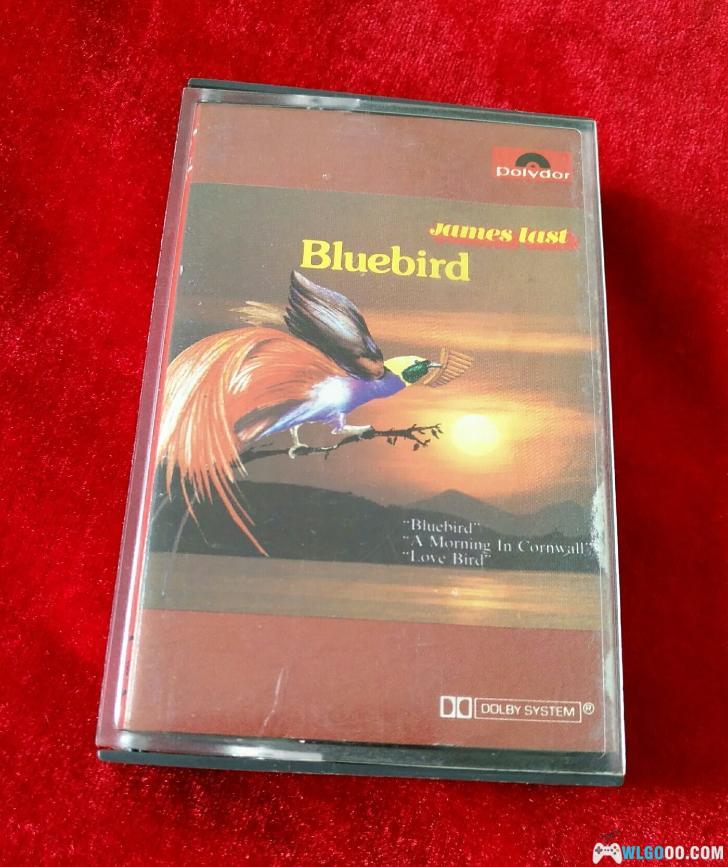 polydor
James last
Bluebird
"Bluebird"
"A Morning In Cornwall"
"Love Bird"
DOLBY SYSTEM ®
WLGOOO.COM